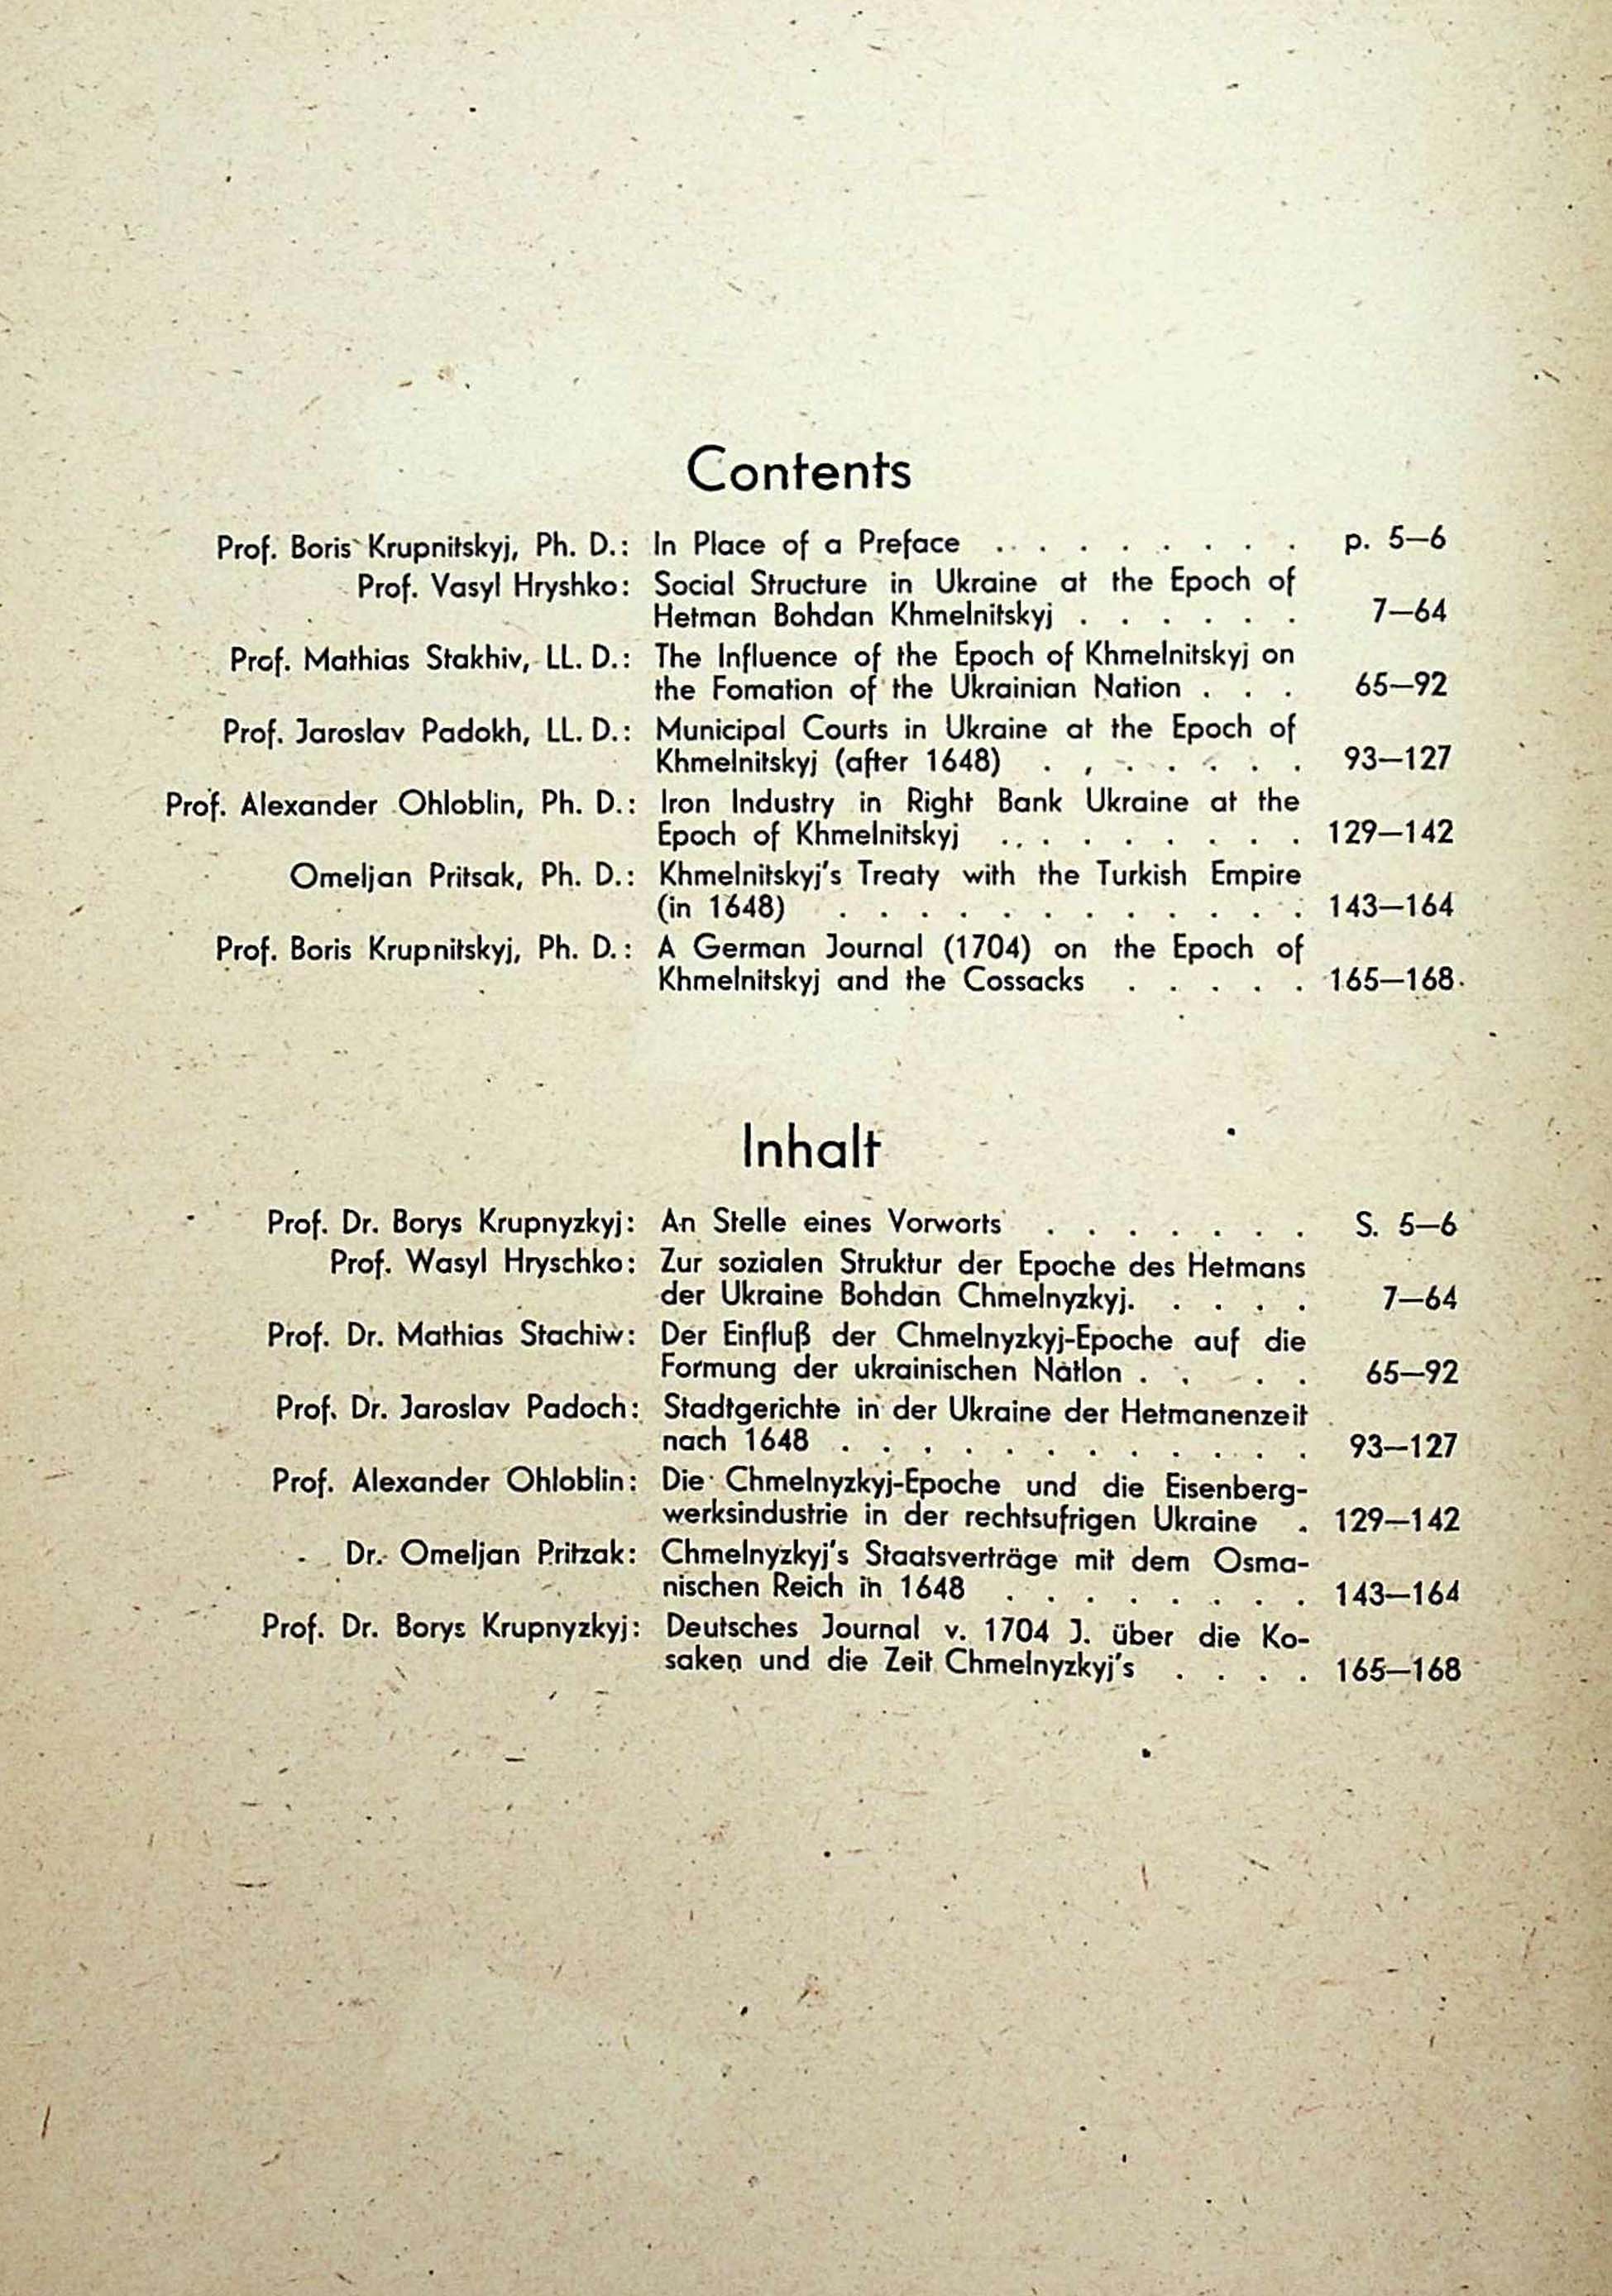 Contents
Prof. Boris Krupnitskyj, Ph. D.: In Place of a Preface . . . . . . . . p. 5—6
Prof. Vasyl Hryshko: Social Structure in Ukraine at the Epoch of
Hetman Bohdan Khmelnitskyj . . . . . . 7—64
Prof. Mathias Stakhiv, LL. D.: The Influence of the Epoch of Khmelnitskyj on
the Fomation of the Ukrainian Nation . . . 65—92
Prof. Jaroslav Padokh, LL. D.: Municipal Courts in Ukraine at the Epoch of
Khmelnitskyj (after 1648) . . . . . . . 93—127
Prof. Alexander Ohloblin, Ph. D.: Iron Industry in Right Bank Ukraine at the
Epoch of Khmelnitskyj . . . . . . . . 129—142
Omeljan Pritsak, Ph. D.: Khmelnitskyj's Treaty with the Turkish Empire
(in 1648) . . . . . . . . . . . . 143—164
Prof. Boris Krupnitskyj, Ph. D.: A German Journal (1704) on the Epoch of
Khmelnitskyj and the Cossacks . . . . . 165—168
Inhalt
Prof. Dr. Borys Krupnyzkyj: An Stelle eines Vorworts . . . . . . . S. 5—6
Prof. Wasyl Hryschko: Zur sozialen Struktur der Epoche des Hetmans
der Ukraine Bohdan Chmelnyzkyj. . . . . 7—64
Prof. Dr. Mathias Stachiw: Der Einfluß der Chmelnyzkyj-Epoche auf die
Formung der ukrainischen Natlon . . . . 65—92
Prof. Dr. Jaroslav Padoch: Stadtgerichte in der Ukraine der Hetmanenzeit
nach 1648 . . . . . . . . . . . . 93—127
Prof. Alexander Ohloblin: Die Chmelnyzkyj-Epoche und die Eisenberg-
werksindustrie in der rechtsufrigen Ukraine . 129—142
Dr. Omeljan Pritzak: Chmelnyzkyj's Staatsverträge mit dem Osma-
nischen Reich in 1648 . . . . . . . . 143—164
Prof. Dr. Borys Krupnyzkyj: Deutsches Journal v. 1704 J. über die Ko-
saken und die Zeit Chmelnyzkyj's . . . . 165—168